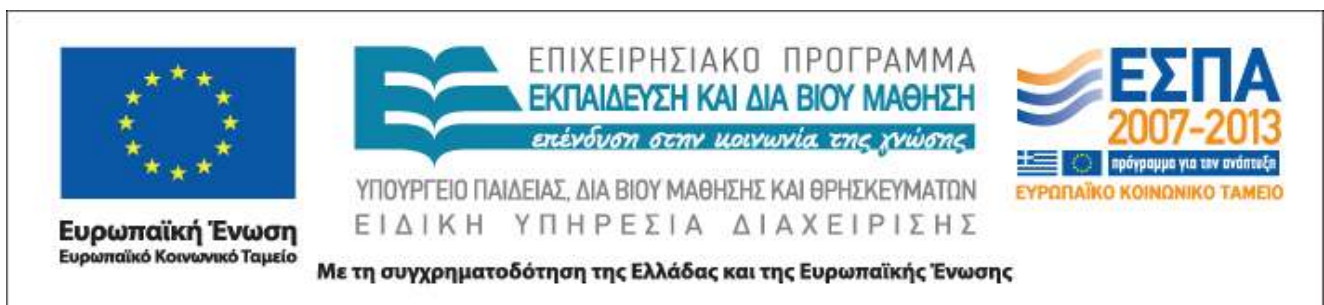 Ευρωπαϊκή Ένωση
Ευρωπαϊκό Κοινωνικό Ταμείο
ΕΠΙΧΕΙΡΗΣΙΑΚΟ ΠΡΟΓΡΑΜΜΑ
ΕΚΠΑΙΔΕΥΣΗ ΚΑΙ ΔΙΑ ΒΙΟΥ ΜΑΘΗΣΗ
επένδυση στην κοινωνία της γνώσης
ΥΠΟΥΡΓΕΙΟ ΠΑΙΔΕΙΑΣ, ΔΙΑ ΒΙΟΥ ΜΑΘΗΣΗΣ ΚΑΙ ΘΡΗΣΚΕΥΜΑΤΩΝ
ΕΙΔΙΚΗ ΥΠΗΡΕΣΙΑ ΔΙΑΧΕΙΡΙΣΗΣ
Με τη συγχρηματοδότηση της Ελλάδας και της Ευρωπαϊκής Ένωσης
ΕΣΠΑ
2007-2013
πρόγραμμα για την ανάπτυξη
ΕΥΡΩΠΑΪΚΟ ΚΟΙΝΩΝΙΚΟ ΤΑΜΕΙΟ